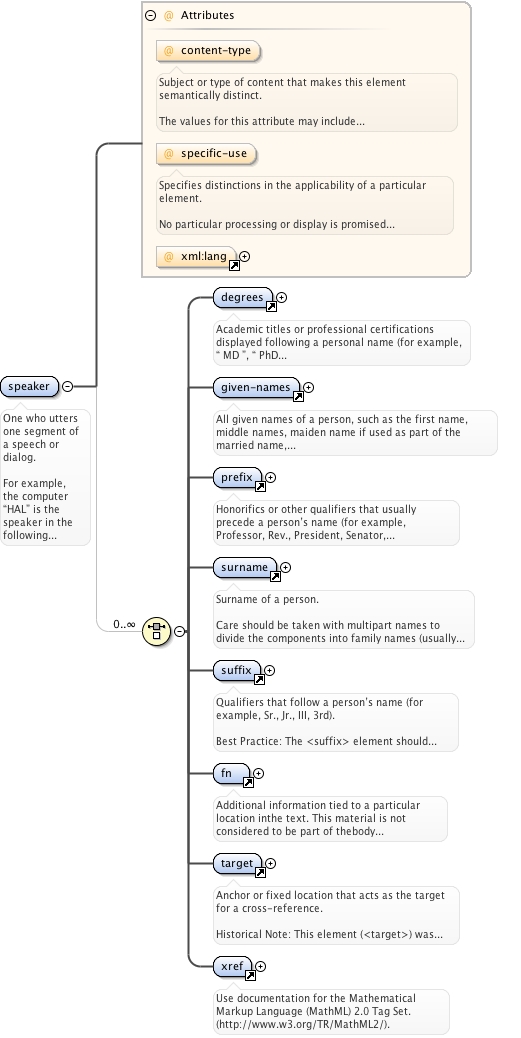 @ Attributes
@ content-type
Subject or type of content that makes this element
semantically distinct.
The values for this attribute may include...
@ specific-use
Specifies distinctions in the applicability of a particular
element.
No particular processing or display is promised...
@ xml:lang
speaker
One who utters
one segment of
a speech or
dialog.
For example,
the computer
“HAL” is the
speaker in the
following...
0..∞
degrees
Academic titles or professional certifications
displayed following a personal name (for example,
“ MD ”, “ PhD...
given-names
All given names of a person, such as the first name,
middle names, maiden name if used as part of the
married name,...
prefix
Honorifics or other qualifiers that usually
precede a person’s name (for example,
Professor, Rev., President, Senator,...
surname
Surname of a person.
Care should be taken with multipart names to
divide the components into family names (usually...
suffix
Qualifiers that follow a person’s name (for
example, Sr., Jr., III, 3rd).
Best Practice: The <suffix> element should...
fn
Additional information tied to a particular
location inthe text. This material is not
considered to be part of thebody...
target
Anchor or fixed location that acts as the target
for a cross-reference.
Historical Note: This element (<target>) was...
xref
Use documentation for the Mathematical
Markup Language (MathML) 2.0 Tag Set.
(http://www.w3.org/TR/MathML2/).